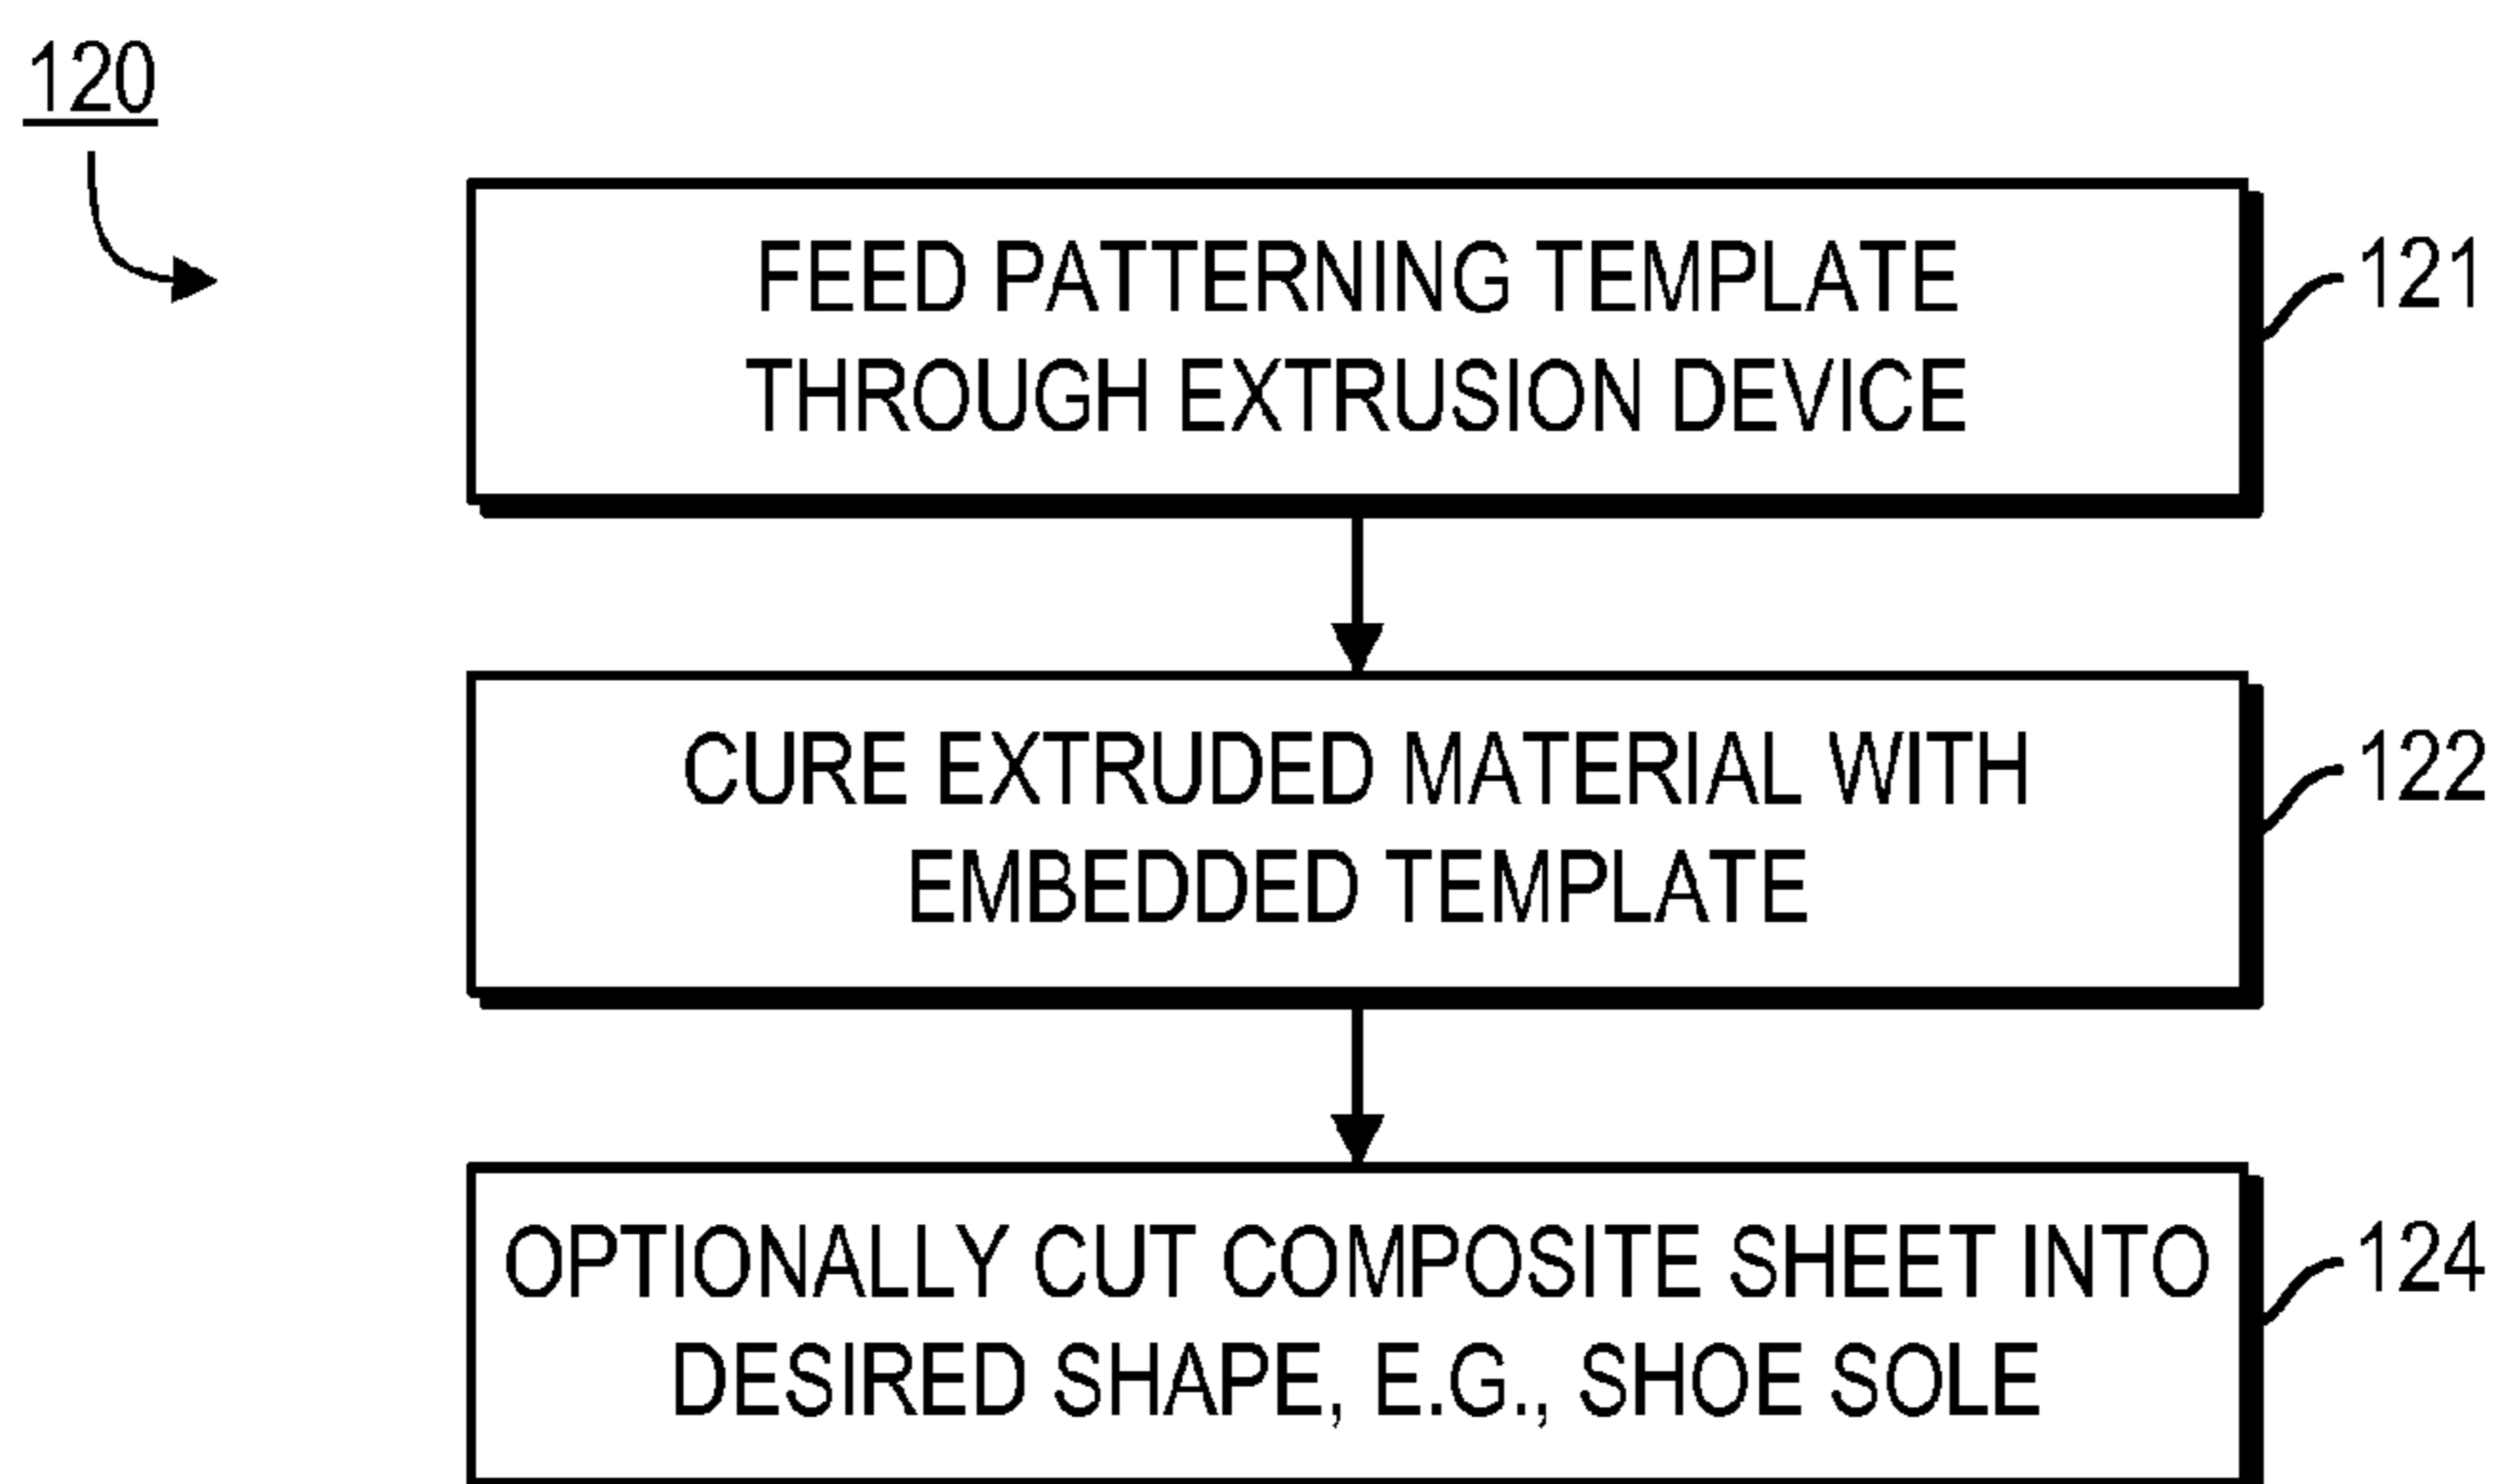 120
FEED PATTERNING TEMPLATE
THROUGH EXTRUSION DEVICE
121
CURE EXTRUDED MATERIAL WITH
EMBEDDED TEMPLATE
122
OPTIONALLY CUT COMPOSITE SHEET INTO
DESIRED SHAPE, E.G., SHOE SOLE
124